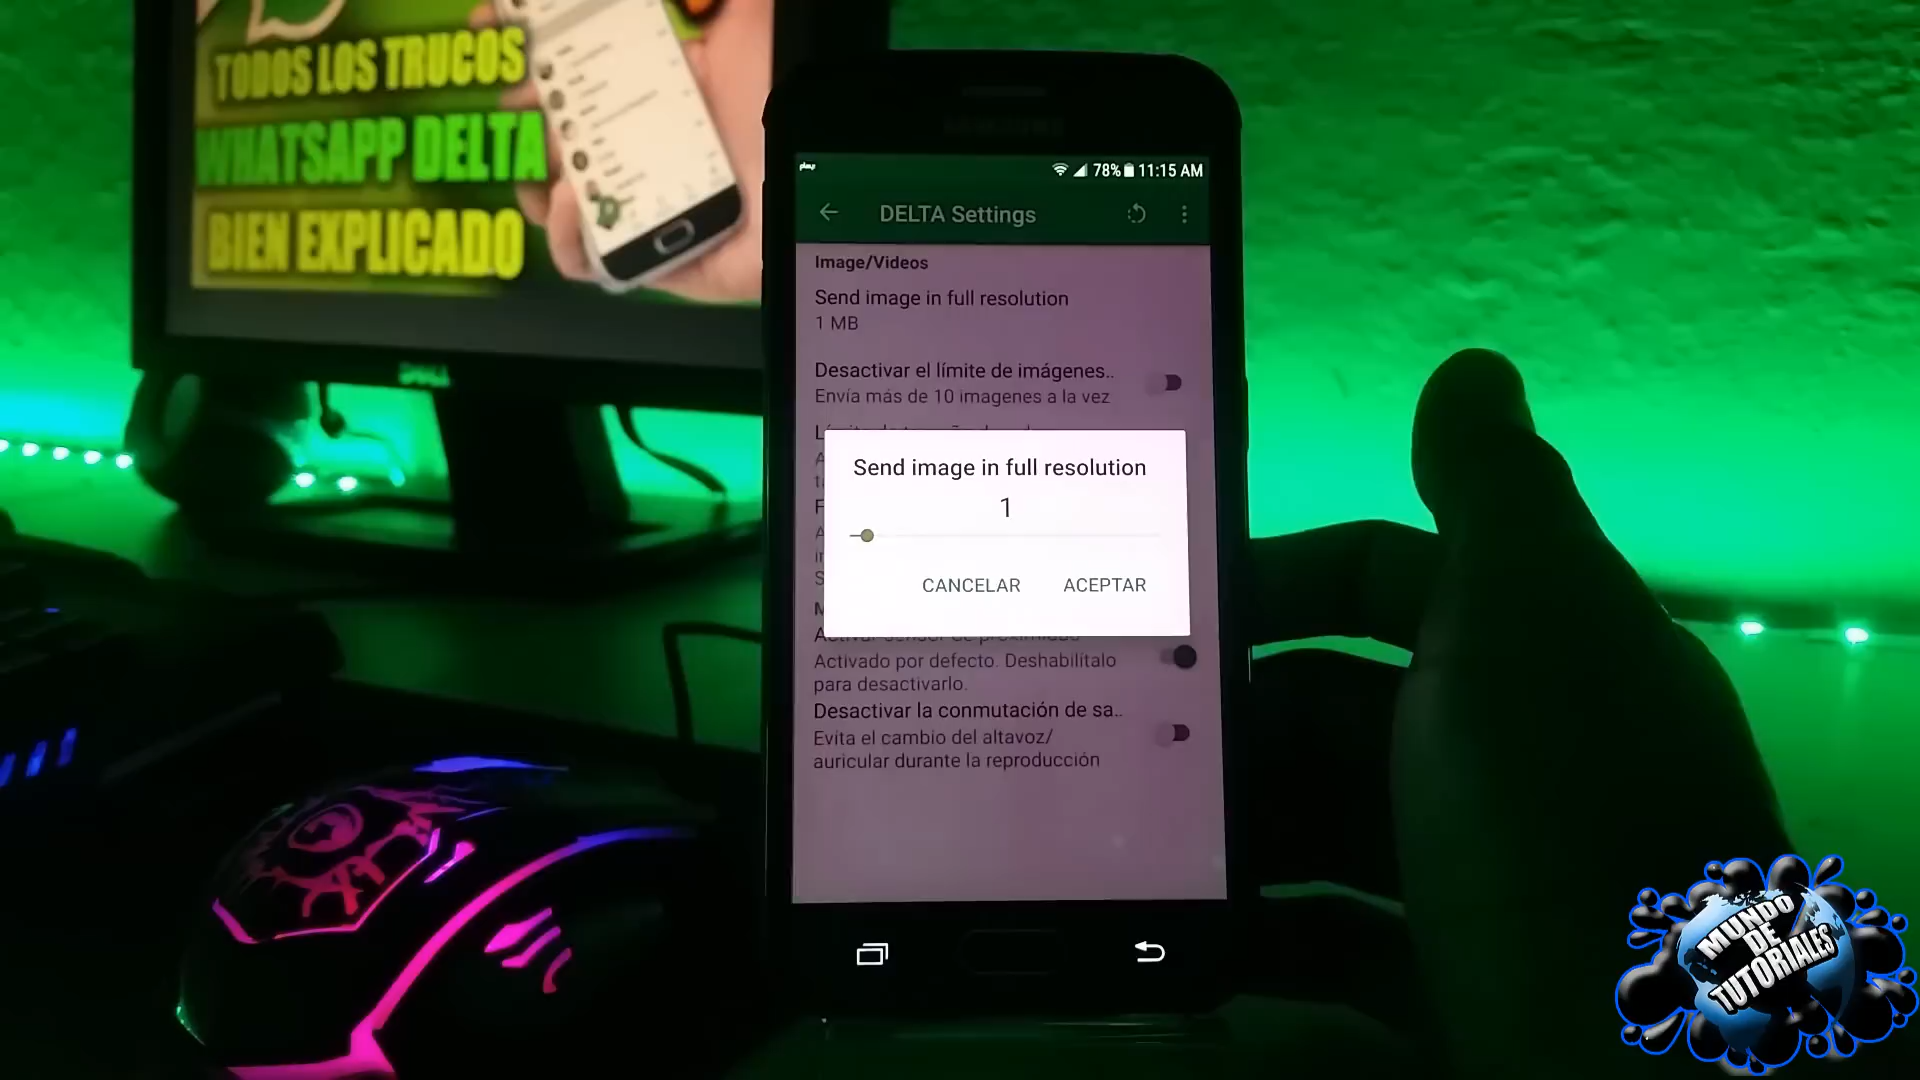 TODOS LOS TRUCOS
WHATSAPP DELTA
BIEN EXPLICADO
DELL
SAMSUNG
78% 11:15 AM
DELTA Settings
Image/Videos
Send image in full resolution
1 MB
Desactivar el límite de imágenes..
Envía más de 10 imagenes a la vez
Send image in full resolution
1
CANCELAR ACEPTAR
Activado por defecto. Deshabilítalo
para desactivarlo.
Desactivar la conmutación de sa..
Evita el cambio del altavoz/
auricular durante la reproducción
MUNDO
DE
TUTORIALES